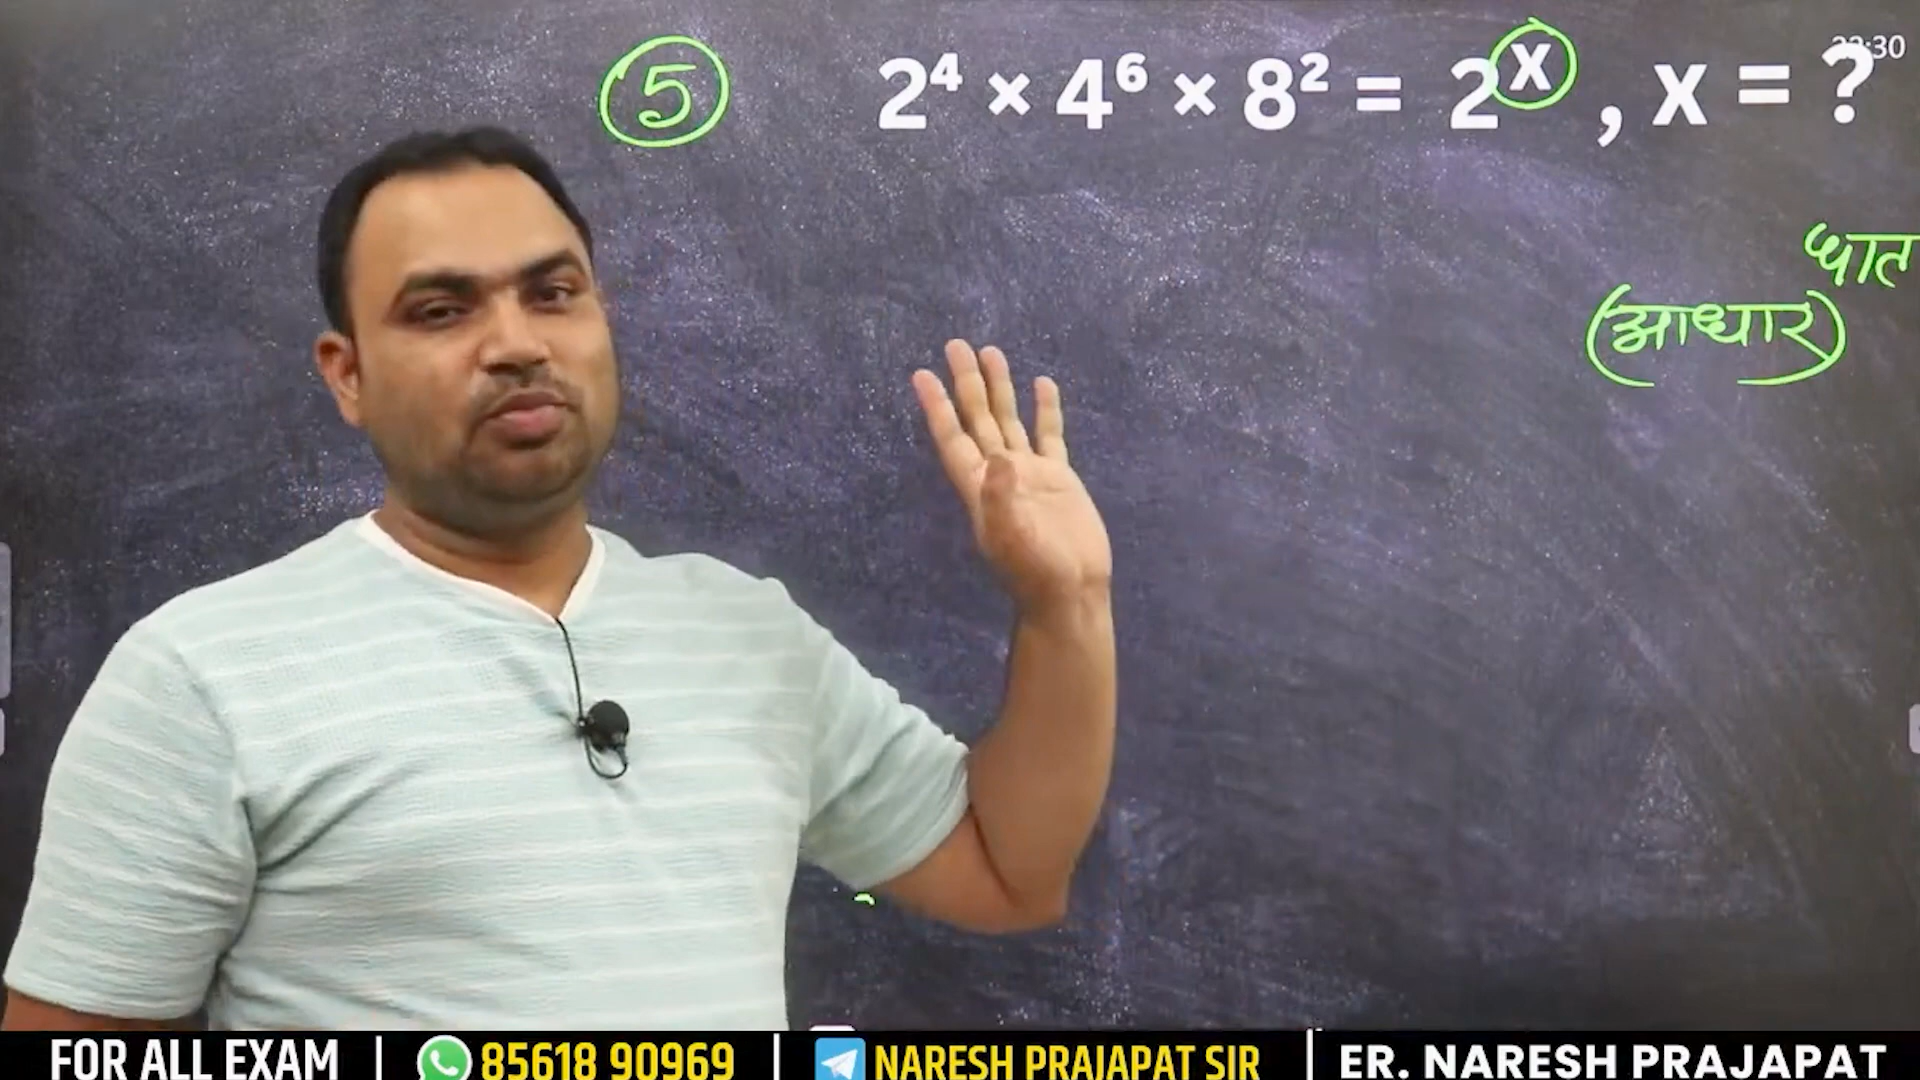 5 2⁴ × 4⁶ × 8² = 2ˣ , x = ?
घात
(आधार)
FOR ALL EXAM | 85618 90969 | NARESH PRAJAPAT SIR | ER. NARESH PRAJAPAT